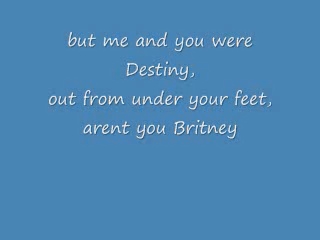 but me and you were
Destiny,
out from under your feet,
arent you Britney